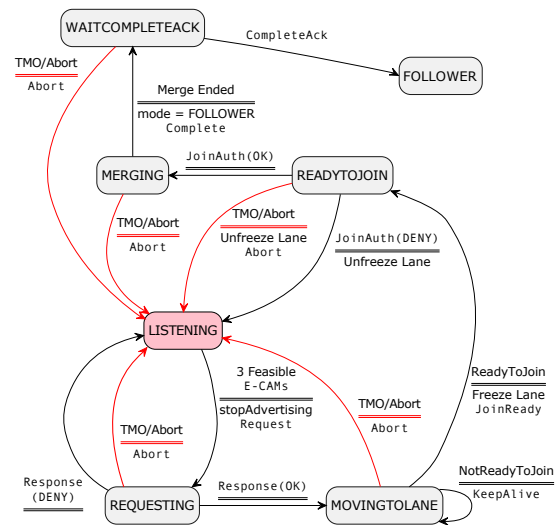 WAITCOMPLETEACK
CompleteAck
FOLLOWER
TMO/Abort
Abort
Merge Ended
mode = FOLLOWER
Complete
JoinAuth(OK)
MERGING
READYTOJOIN
TMO/Abort
Abort
TMO/Abort
Unfreeze Lane
Abort
JoinAuth(DENY)
Unfreeze Lane
LISTENING
3 Feasible
E-CAMs
stopAdvertising
Request
ReadyToJoin
Freeze Lane
JoinReady
TMO/Abort
Abort
TMO/Abort
Abort
Response
(DENY)
REQUESTING
Response(OK)
MOVINGTOLANE
NotReadyToJoin
KeepAlive